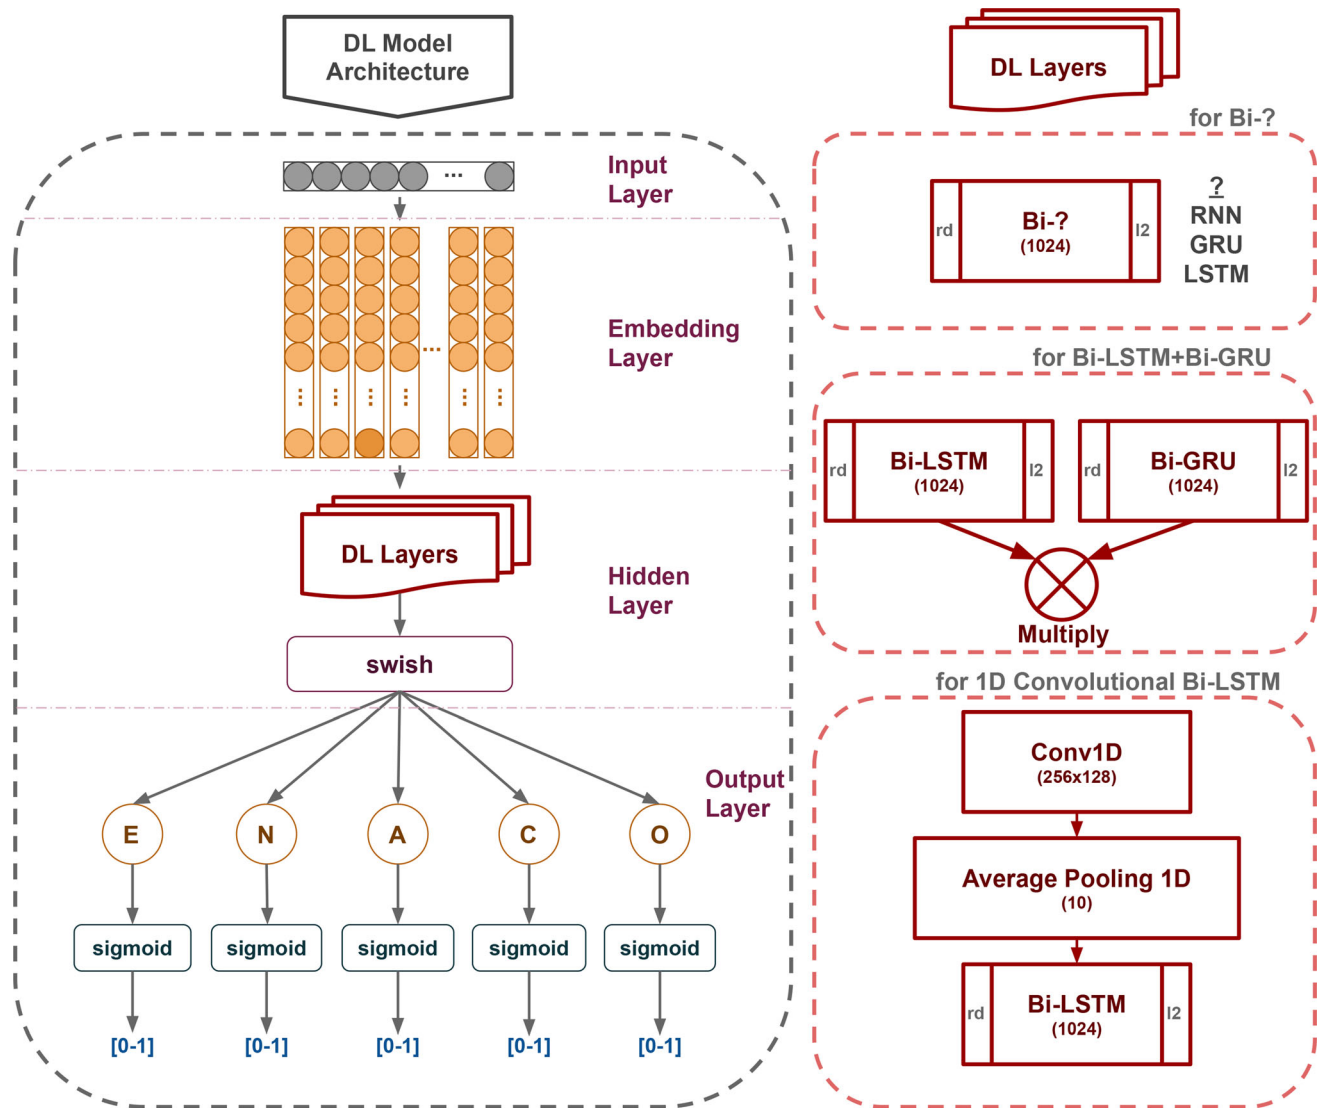 DL Model
Architecture
Input
Layer
...
Embedding
Layer
...
... ... ... ... ... ...
DL Layers
Hidden
Layer
swish
Output
Layer
E N A C O
sigmoid sigmoid sigmoid sigmoid sigmoid
[0-1] [0-1] [0-1] [0-1] [0-1]
DL Layers
for Bi-?
rd
Bi-?
(1024)
l2
?
RNN
GRU
LSTM
for Bi-LSTM+Bi-GRU
rd
Bi-LSTM
(1024)
l2
rd
Bi-GRU
(1024)
l2
Multiply
for 1D Convolutional Bi-LSTM
Conv1D
(256x128)
Average Pooling 1D
(10)
rd
Bi-LSTM
(1024)
l2